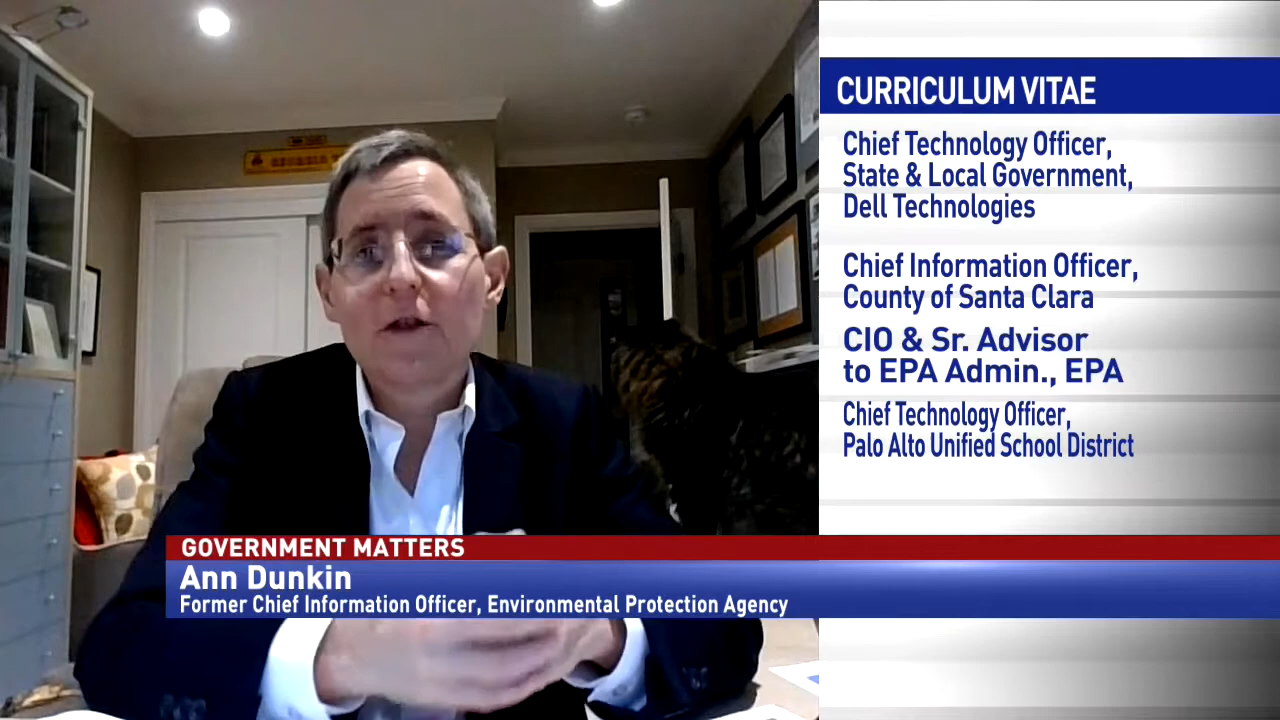 GEORGIA
CURRICULUM VITAE
Chief Technology Officer,
State & Local Government,
Dell Technologies
Chief Information Officer,
County of Santa Clara
CIO & Sr. Advisor
to EPA Admin., EPA
Chief Technology Officer,
Palo Alto Unified School District
GOVERNMENT MATTERS
Ann Dunkin
Former Chief Information Officer, Environmental Protection Agency